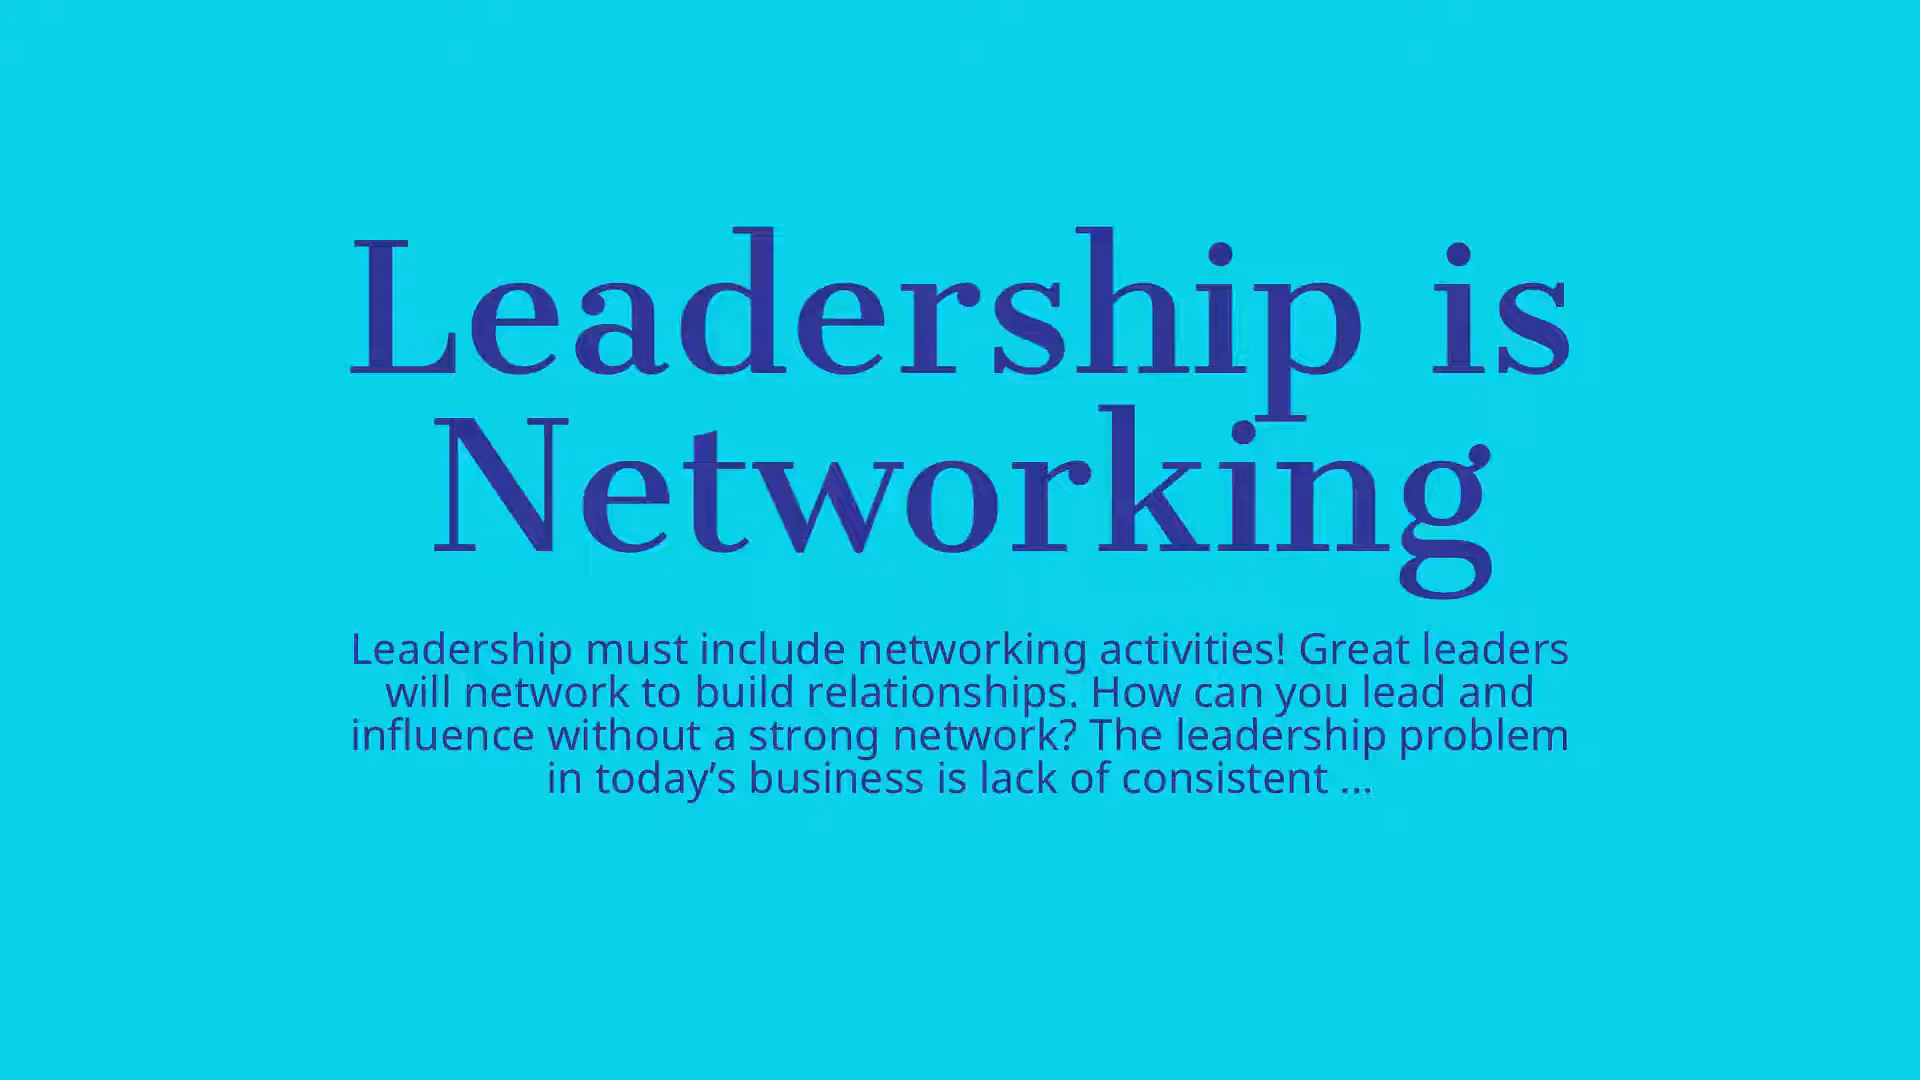 Leadership is
Networking
Leadership must include networking activities! Great leaders
will network to build relationships. How can you lead and
influence without a strong network? The leadership problem
in today’s business is lack of consistent ...